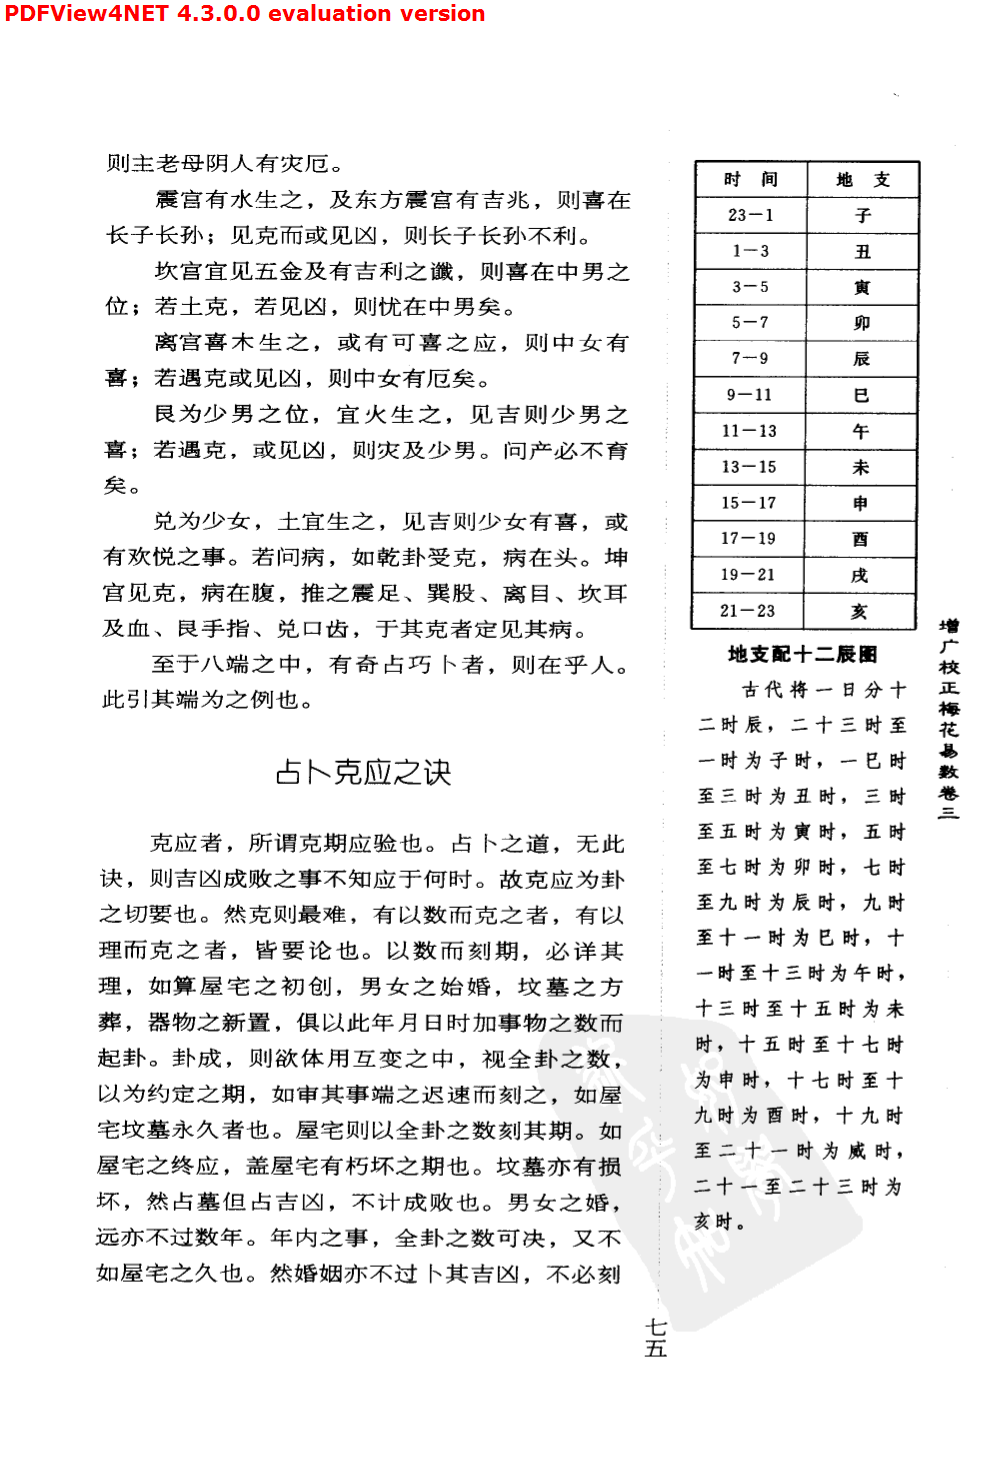 PDFView4NET 4.3.0.0 evaluation version
则主老母阴人有灾厄。
震宫有水生之，及东方震宫有吉兆，则喜在
长子长孙；见克而或见凶，则长子长孙不利。
坎宫宜见五金及有吉利之谶，则喜在中男之
位；若土克，若见凶，则忧在中男矣。
离宫喜木生之，或有可喜之应，则中女有
喜；若遇克或见凶，则中女有厄矣。
艮为少男之位，宜火生之，见吉则少男之
喜；若遇克，或见凶，则灾及少男。问产必不育
矣。
兑为少女，土宜生之，见吉则少女有喜，或
有欢悦之事。若问病，如乾卦受克，病在头。坤
宫见克，病在腹，推之震足、巽股、离目、坎耳
及血、艮手指、兑口齿，于其克者定见其病。
至于八端之中，有奇占巧卜者，则在乎人。
此引其端为之例也。
占卜克应之诀
克应者，所谓克期应验也。占卜之道，无此
诀，则吉凶成败之事不知应于何时。故克应为卦
之切要也。然克则最难，有以数而克之者，有以
理而克之者，皆要论也。以数而刻期，必详其
理，如算屋宅之初创，男女之始婚，坟墓之方
葬，器物之新置，俱以此年月日时加事物之数而
起卦。卦成，则欲体用互变之中，视全卦之数，
以为约定之期，如审其事端之迟速而刻之，如屋
宅坟墓永久者也。屋宅则以全卦之数刻其期。如
屋宅之终应，盖屋宅有朽坏之期也。坟墓亦有损
坏，然占墓但占吉凶，不计成败也。男女之婚，
远亦不过数年。年内之事，全卦之数可决，又不
如屋宅之久也。然婚姻亦不过卜其吉凶，不必刻
时 间 地 支
23－1 子
1－3 丑
3－5 寅
5－7 卯
7－9 辰
9－11 巳
11－13 午
13－15 未
15－17 申
17－19 酉
19－21 戌
21－23 亥
地支配十二辰图
古代将一日分十
二时辰，二十三时至
一时为子时，一巳时
至三时为丑时，三时
至五时为寅时，五时
至七时为卯时，七时
至九时为辰时，九时
至十一时为巳时，十
一时至十三时为午时，
十三时至十五时为未
时，十五时至十七时
为申时，十七时至十
九时为酉时，十九时
至二十一时为威时，
二十一至二十三时为
亥时。
增广校正梅花易数卷三
七五